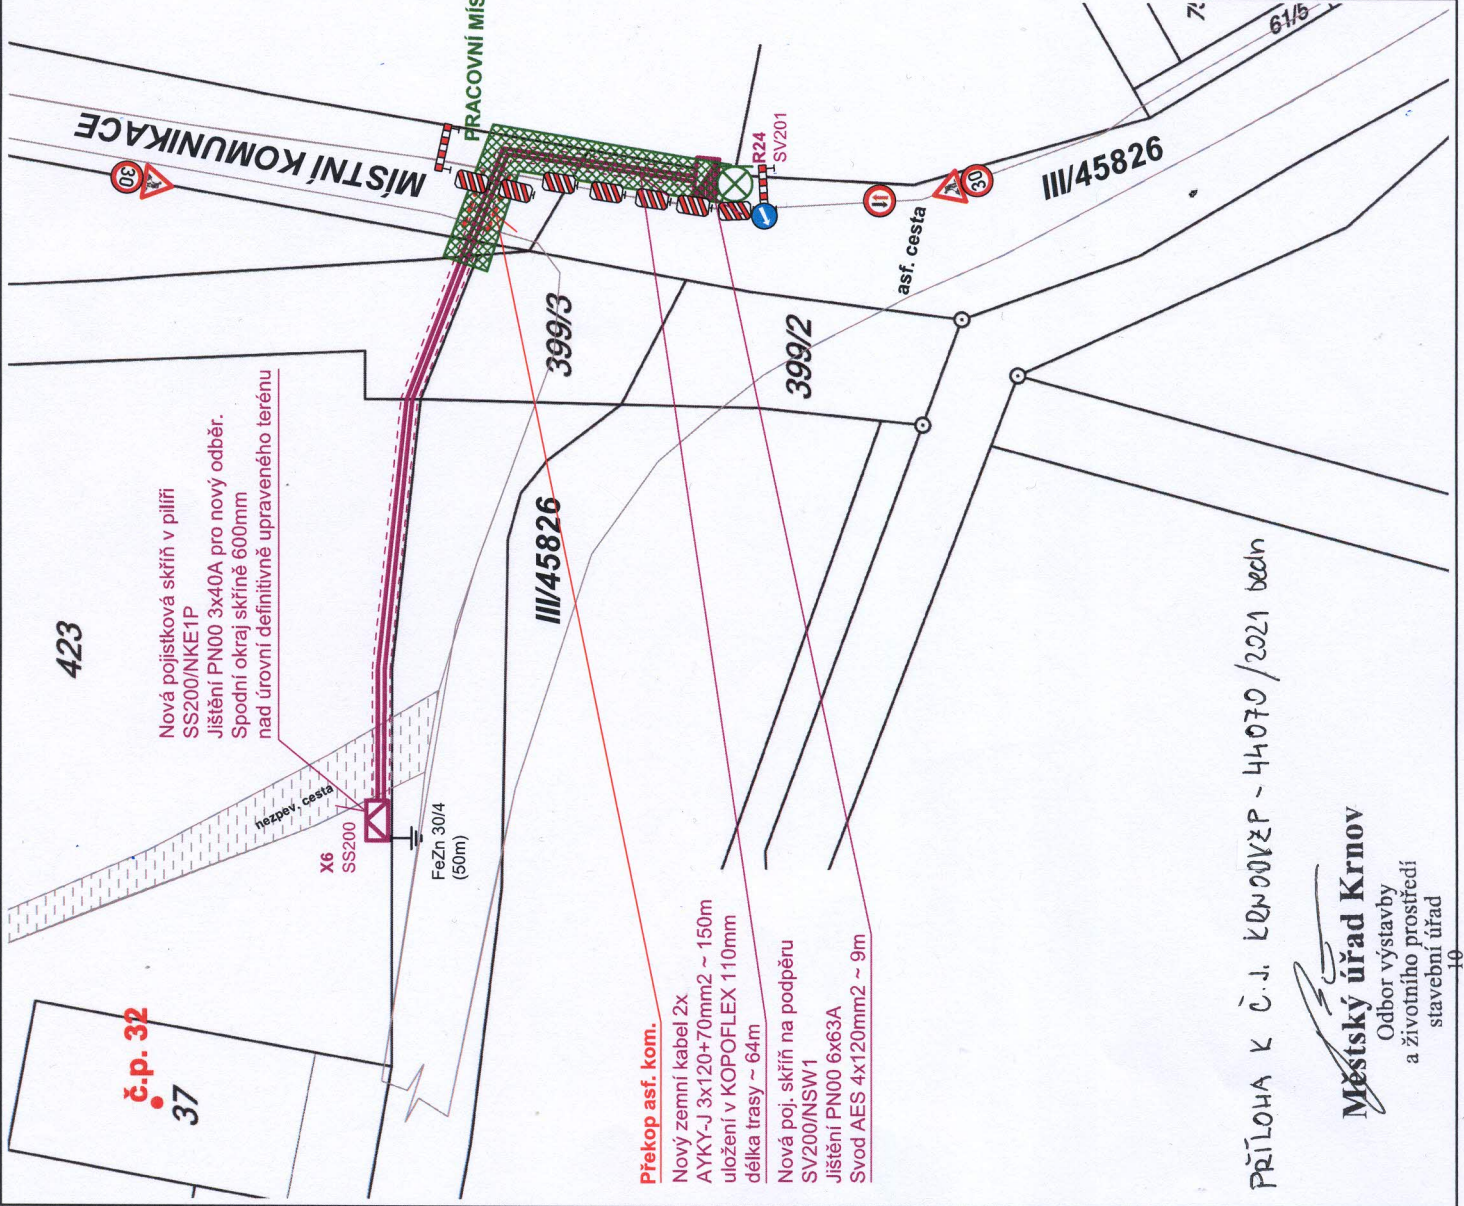 423
Nová pojistková skříň v pilíři
SS200/NKE1P
Jištění PN00 3x40A pro nový odběr.
Spodní okraj skříně 600mm
nad úrovní definitivně upraveného terénu
MÍSTNÍ KOMUNIKACE
30
PRACOVNÍ MÍS
R24
SV201
30
asf. cesta
III/45826
61/5
399/3
399/2
III/45826
nezpev. cesta
X6
SS200
FeZn 30/4
(50m)
č.p. 32
37
Překop asf. kom.
Nový zemní kabel 2x
AYKY-J 3x120+70mm2 ~ 150m
uložení v KOPOFLEX 110mm
délka trasy ~ 64m
Nová poj. skříň na podpěru
SV200/NSW1
Jištění PN00 6x63A
Svod AES 4x120mm2 ~ 9m
PŘÍLOHA K Č.J. KRNOOVŽP - 44070/2021 bedn
Městský úřad Krnov
Odbor výstavby
a životního prostředí
stavební úřad
10